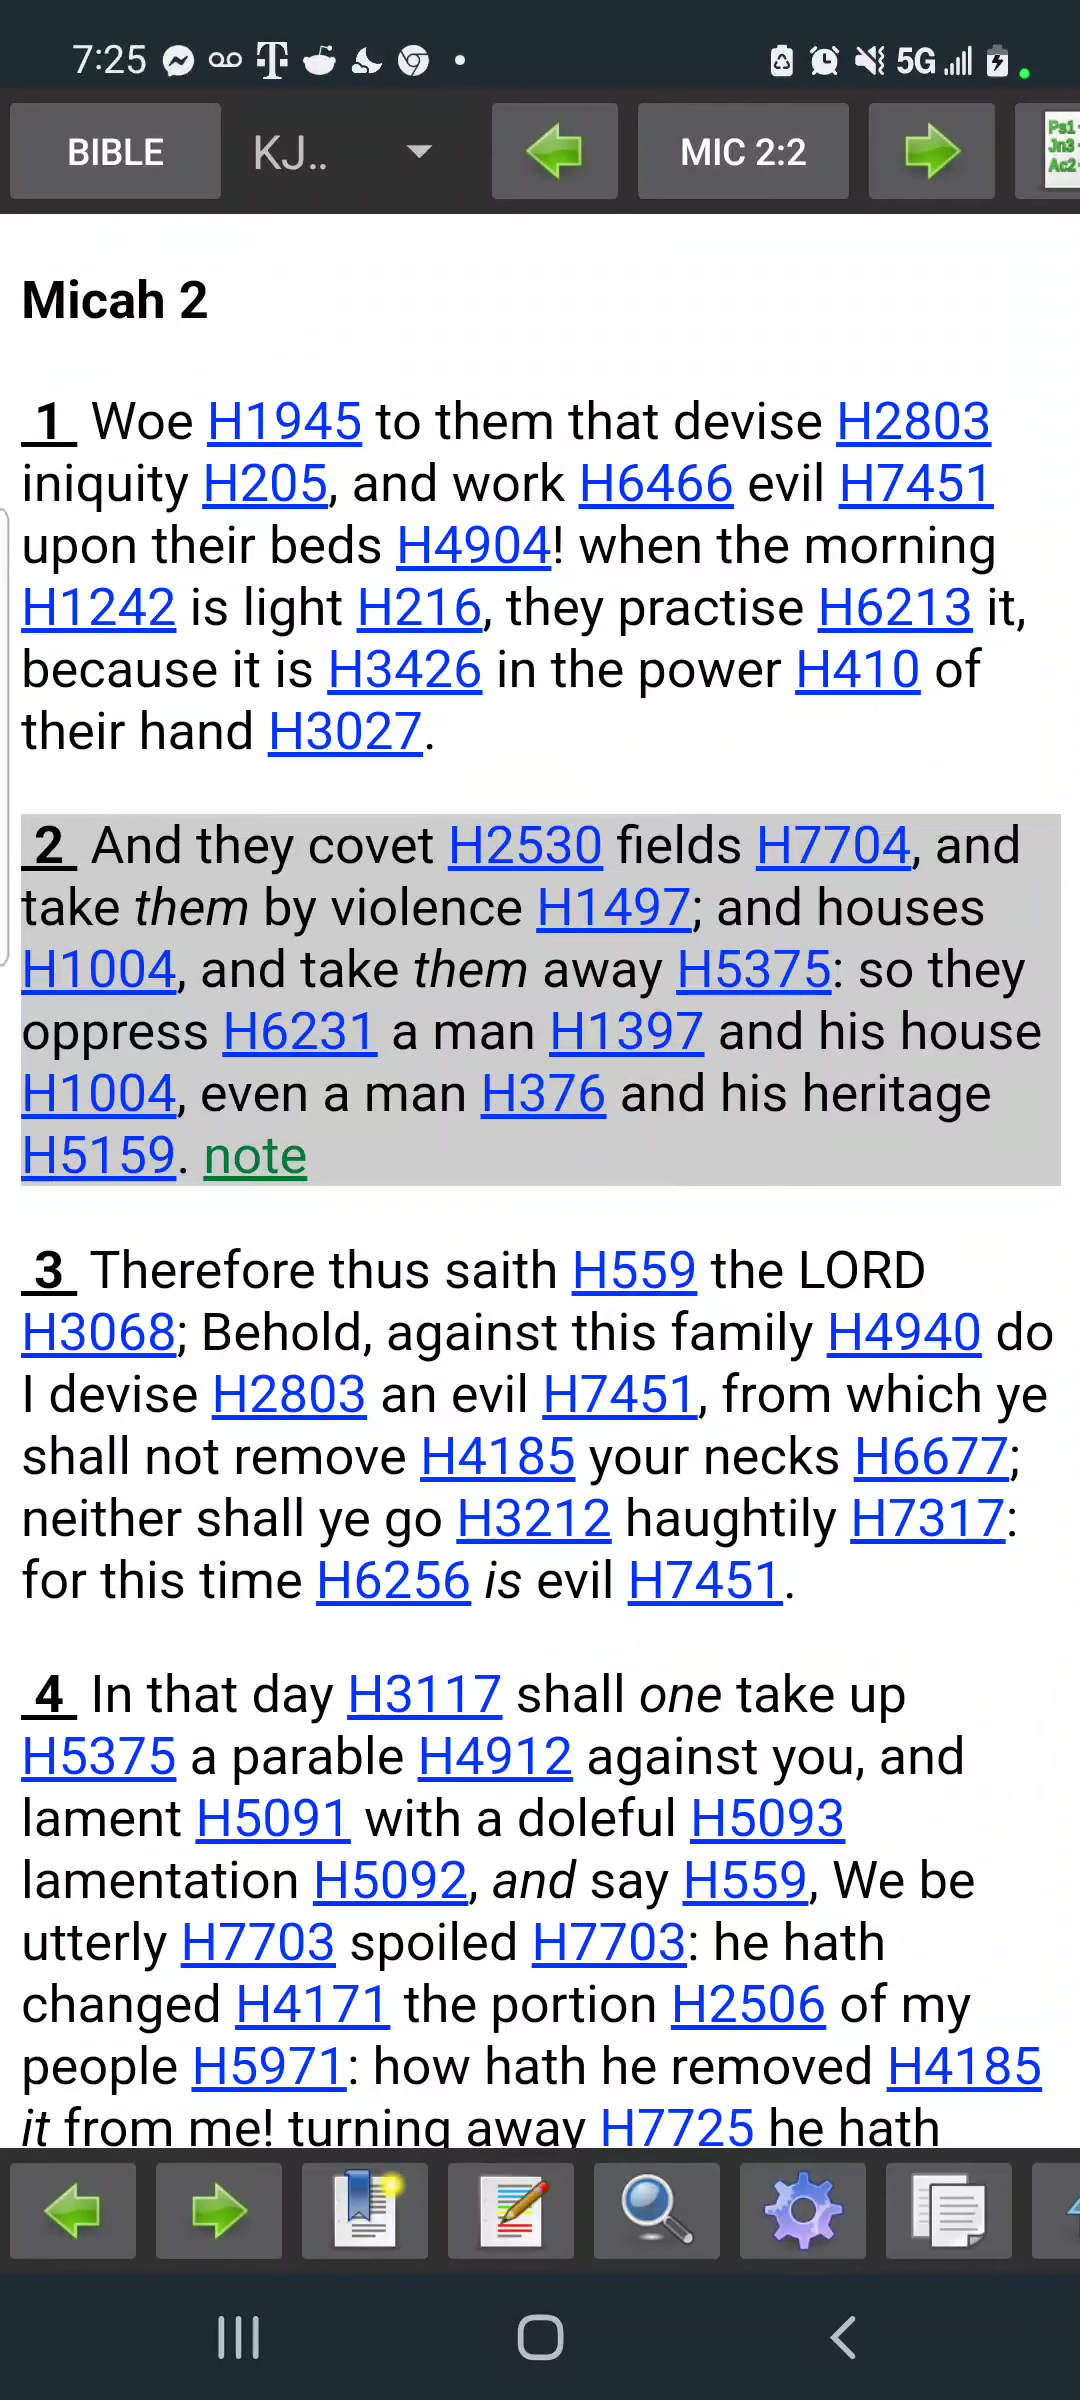 7:25 5G
BIBLE KJ.. MIC 2:2 Ps1
Jn3
Ac2
Micah 2
1 Woe H1945 to them that devise H2803
iniquity H205, and work H6466 evil H7451
upon their beds H4904! when the morning
H1242 is light H216, they practise H6213 it,
because it is H3426 in the power H410 of
their hand H3027.
2 And they covet H2530 fields H7704, and
take them by violence H1497; and houses
H1004, and take them away H5375: so they
oppress H6231 a man H1397 and his house
H1004, even a man H376 and his heritage
H5159. note
3 Therefore thus saith H559 the LORD
H3068; Behold, against this family H4940 do
I devise H2803 an evil H7451, from which ye
shall not remove H4185 your necks H6677;
neither shall ye go H3212 haughtily H7317:
for this time H6256 is evil H7451.
4 In that day H3117 shall one take up
H5375 a parable H4912 against you, and
lament H5091 with a doleful H5093
lamentation H5092, and say H559, We be
utterly H7703 spoiled H7703: he hath
changed H4171 the portion H2506 of my
people H5971: how hath he removed H4185
it from me! turning away H7725 he hath